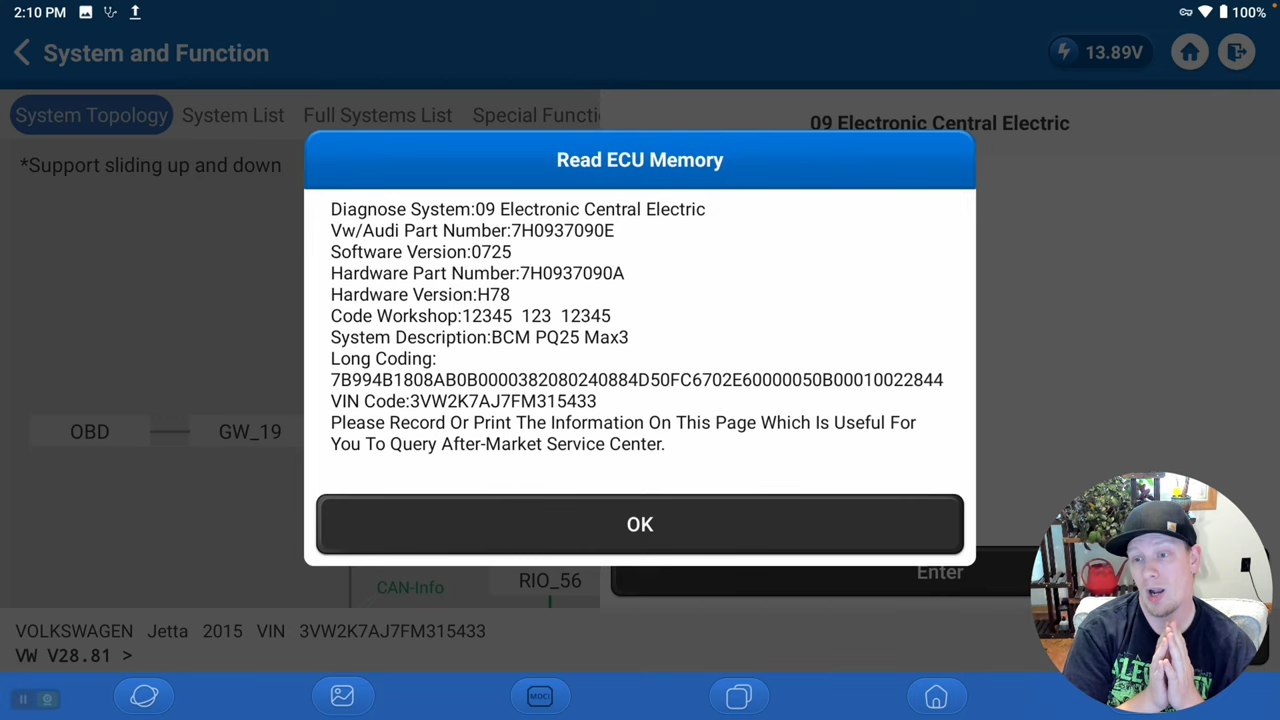 2:10 PM
100%
System and Function
13.89V
System Topology System List Full Systems List Special Functi
09 Electronic Central Electric
*Support sliding up and down
Read ECU Memory
Diagnose System:09 Electronic Central Electric
Vw/Audi Part Number:7H0937090E
Software Version:0725
Hardware Part Number:7H0937090A
Hardware Version:H78
Code Workshop:12345 123 12345
System Description:BCM PQ25 Max3
Long Coding:
7B994B1808AB0B0000382080240884D50FC6702E60000050B00010022844
VIN Code:3VW2K7AJ7FM315433
Please Record Or Print The Information On This Page Which Is Useful For
You To Query After-Market Service Center.
OBD GW_19
OK
Enter
CAN-Info RIO_56
VOLKSWAGEN Jetta 2015 VIN 3VW2K7AJ7FM315433
VW V28.81 >
MDCI